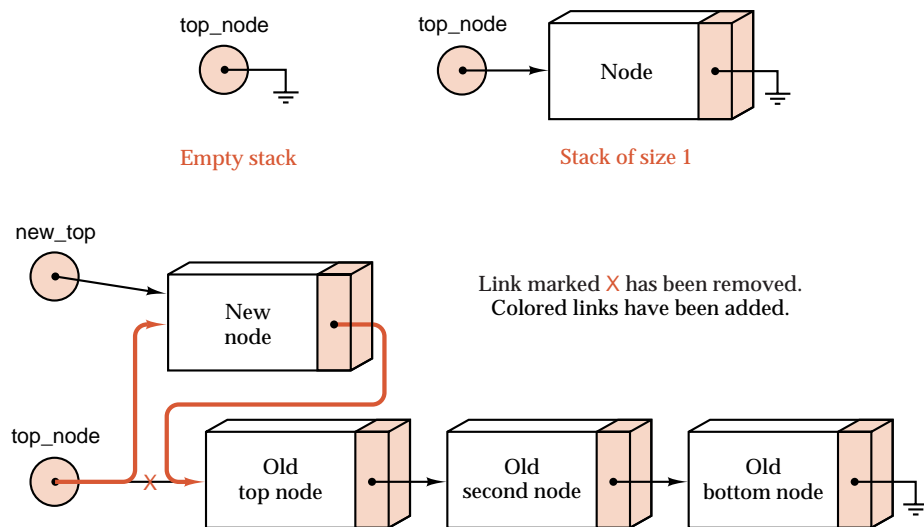 top_node
top_node
Node
Empty stack
Stack of size 1
new_top
New
node
Link marked X has been removed.
Colored links have been added.
top_node
X
Old
top node
Old
second node
Old
bottom node